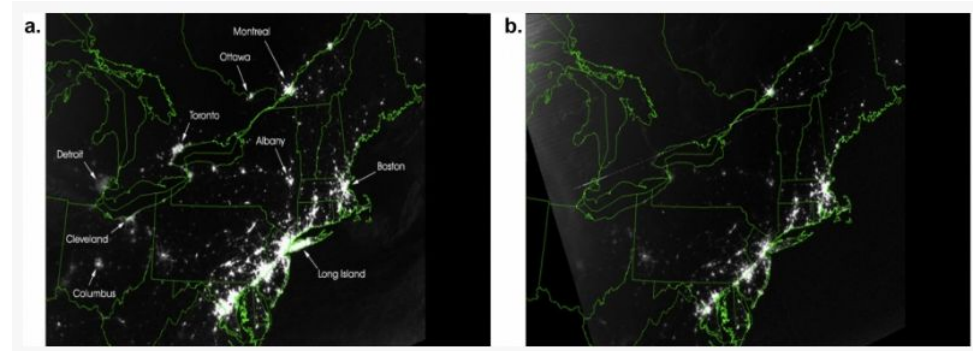 a.
b.
Montreal
Ottawa
Toronto
Albany
Detroit
Boston
Cleveland
Long Island
Columbus